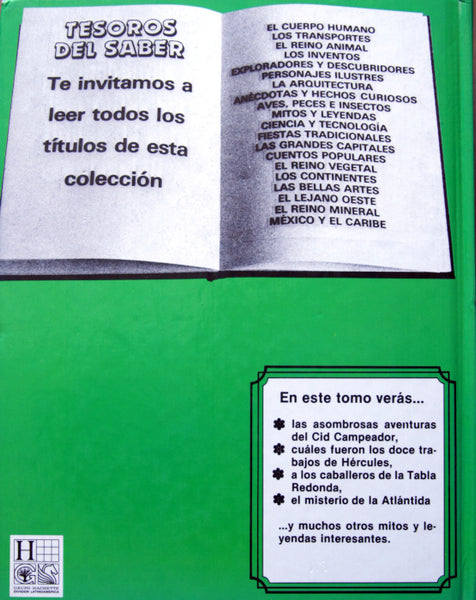 TESOROS
DEL SABER
Te invitamos a
leer todos los
títulos de esta
colección
EL CUERPO HUMANO
LOS TRANSPORTES
EL REINO ANIMAL
LOS INVENTOS
EXPLORADORES Y DESCUBRIDORES
PERSONAJES ILUSTRES
LA ARQUITECTURA
ANÉCDOTAS Y HECHOS CURIOSOS
AVES, PECES E INSECTOS
MITOS Y LEYENDAS
CIENCIA Y TECNOLOGÍA
FIESTAS TRADICIONALES
LAS GRANDES CAPITALES
CUENTOS POPULARES
EL REINO VEGETAL
LOS CONTINENTES
LAS BELLAS ARTES
EL LEJANO OESTE
EL REINO MINERAL
MÉXICO Y EL CARIBE
En este tomo verás...
las asombrosas aventuras
del Cid Campeador,
cuáles fueron los doce tra-
bajos de Hércules,
a los caballeros de la Tabla
Redonda,
el misterio de la Atlántida
...y muchos otros mitos y le-
yendas interesantes.
H
GRUPO HACHETTE
DIVISION LATINOAMERICA